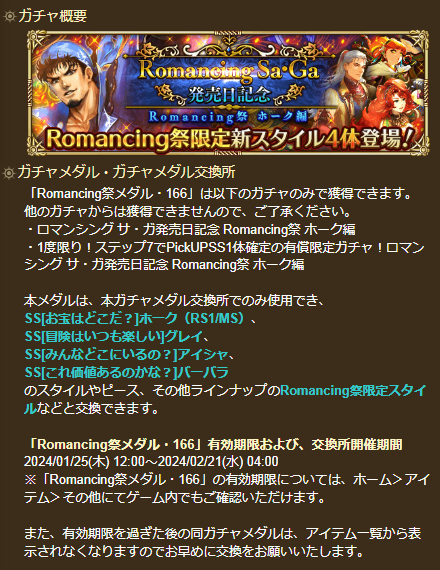 ガチャ概要
Romancing Sa・Ga
発売日記念
Romancing祭 ホーク編
Romancing祭限定新スタイル4体登場!
ガチャメダル・ガチャメダル交換所
「Romancing祭メダル・166」は以下のガチャのみで獲得できます。
他のガチャからは獲得できませんので、ご了承ください。
・ロマンシング サ・ガ発売日記念 Romancing祭 ホーク編
・1度限り！ステップ7でPickUPSS1体確定の有償限定ガチャ！ロマン
シング サ・ガ発売日記念 Romancing祭 ホーク編
本メダルは、本ガチャメダル交換所でのみ使用でき、
SS[お宝はどこだ？]ホーク（RS1/MS）、
SS[冒険はいつも楽しい]グレイ、
SS[みんなどこにいるの？]アイシャ、
SS[これ価値あるのかな？]バーバラ
のスタイルやピース、その他ラインナップのRomancing祭限定スタイ
ルなどと交換できます。
「Romancing祭メダル・166」有効期限および、交換所開催期間
2024/01/25(木) 12:00～2024/02/21(水) 04:00
※「Romancing祭メダル・166」の有効期限については、ホーム＞アイ
テム＞その他にてゲーム内でもご確認いただけます。
また、有効期限を過ぎた後の同ガチャメダルは、アイテム一覧から表
示されなくなりますのでお早めに交換をお願いいたします。